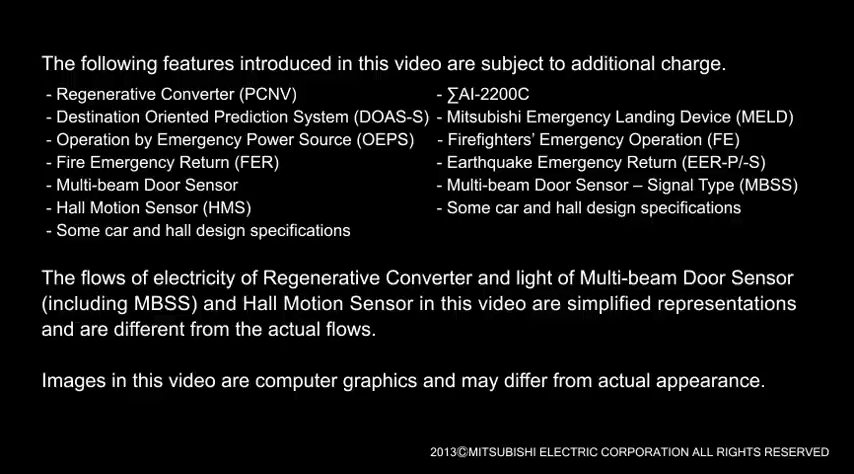 The following features introduced in this video are subject to additional charge.
- Regenerative Converter (PCNV)
- ∑AI-2200C
- Destination Oriented Prediction System (DOAS-S)
- Mitsubishi Emergency Landing Device (MELD)
- Operation by Emergency Power Source (OEPS)
- Firefighters’ Emergency Operation (FE)
- Fire Emergency Return (FER)
- Earthquake Emergency Return (EER-P/-S)
- Multi-beam Door Sensor
- Multi-beam Door Sensor – Signal Type (MBSS)
- Hall Motion Sensor (HMS)
- Some car and hall design specifications
- Some car and hall design specifications
The flows of electricity of Regenerative Converter and light of Multi-beam Door Sensor
(including MBSS) and Hall Motion Sensor in this video are simplified representations
and are different from the actual flows.
Images in this video are computer graphics and may differ from actual appearance.
2013©MITSUBISHI ELECTRIC CORPORATION ALL RIGHTS RESERVED